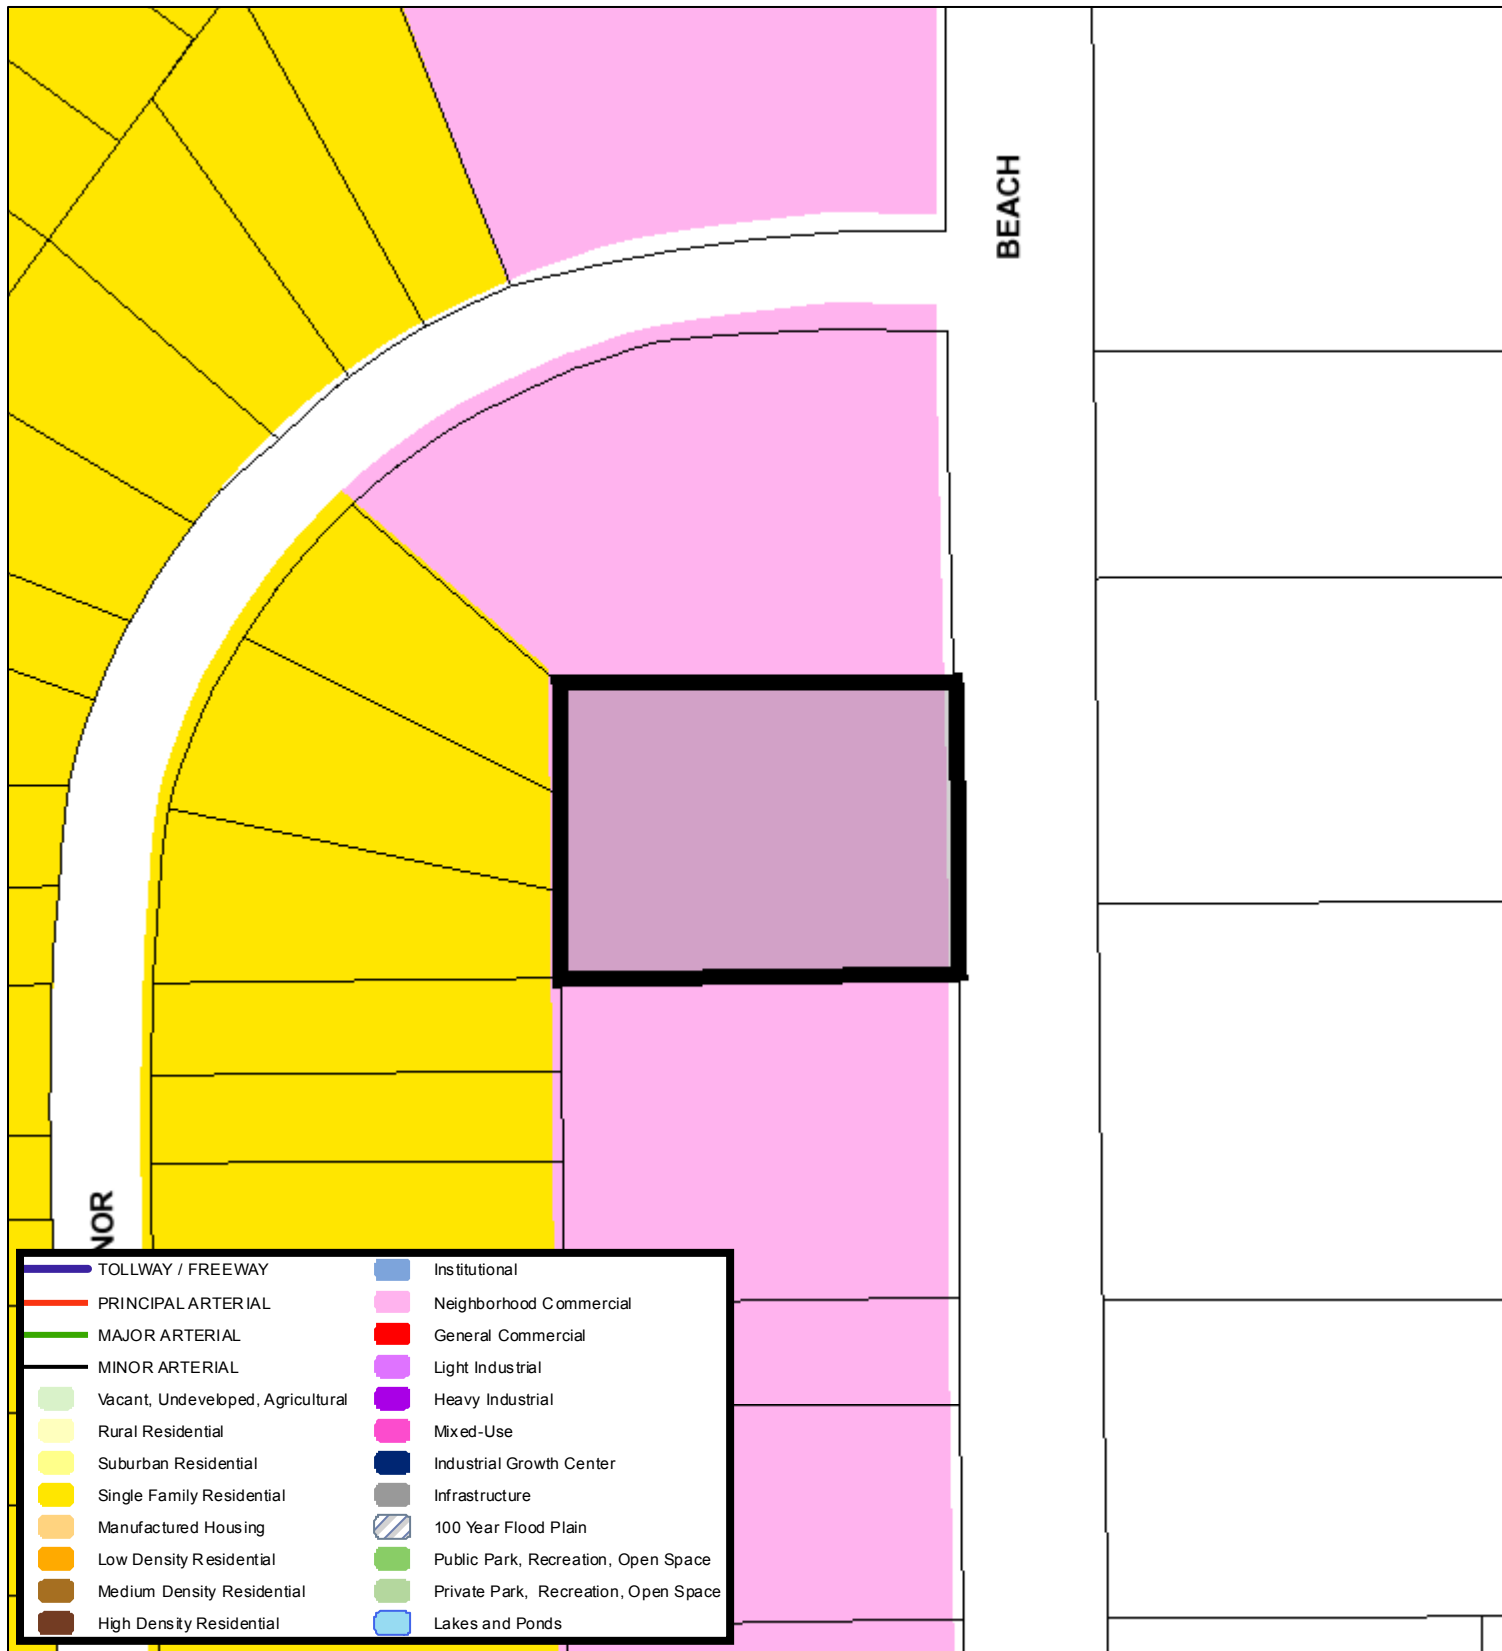 BEACH
NOR
TOLLWAY / FREEWAY
PRINCIPAL ARTERIAL
MAJOR ARTERIAL
MINOR ARTERIAL
Vacant, Undeveloped, Agricultural
Rural Residential
Suburban Residential
Single Family Residential
Manufactured Housing
Low Density Residential
Medium Density Residential
High Density Residential
Institutional
Neighborhood Commercial
General Commercial
Light Industrial
Heavy Industrial
Mixed-Use
Industrial Growth Center
Infrastructure
100 Year Flood Plain
Public Park, Recreation, Open Space
Private Park, Recreation, Open Space
Lakes and Ponds